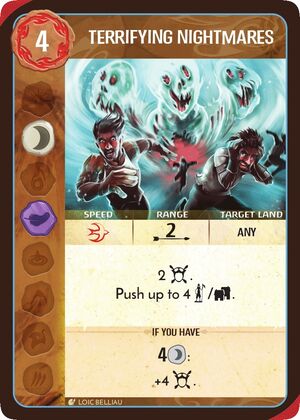 4
TERRIFYING NIGHTMARES
SPEED RANGE TARGET LAND
2 ANY
2 .
Push up to 4 / .
IF YOU HAVE
4 :
+4 .
LOIC BELLIAU